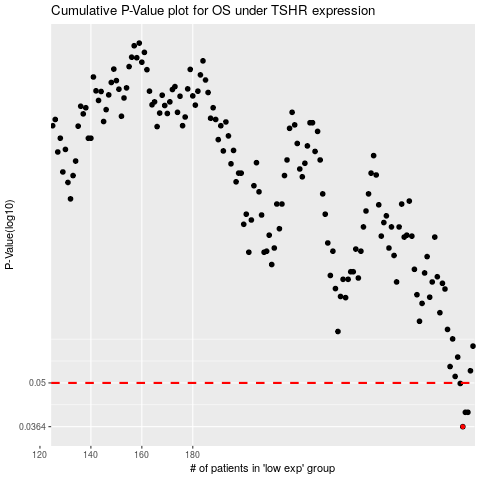 Cumulative P-Value plot for OS under TSHR expression
P-Value(log10)
0.05
0.0364
120 140 160 180
# of patients in 'low exp' group